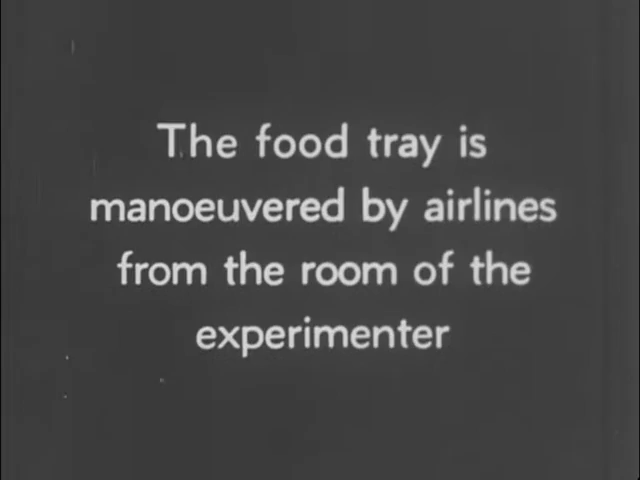 The food tray is
manoeuvered by airlines
from the room of the
experimenter